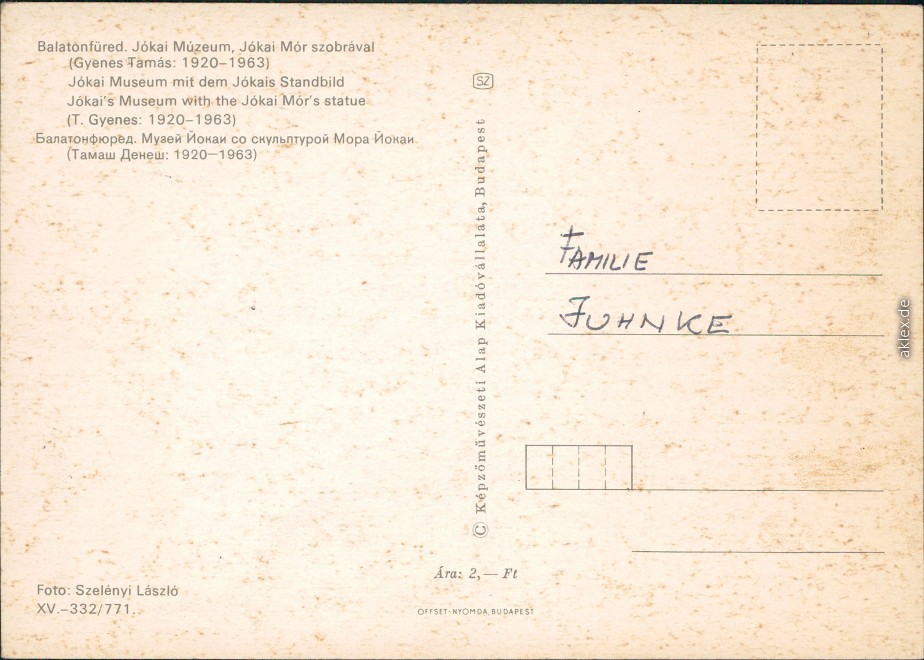 Balatonfüred. Jókai Múzeum, Jókai Mór szobrával
(Gyenes Tamás: 1920–1963)
Jókai Museum mit dem Jókais Standbild
Jókai's Museum with the Jókai Mór's statue
(T. Gyenes: 1920–1963)
Балатонфюред. Музей Йокаи со скульптурой Мора Йокаи
(Тамаш Денеш: 1920—1963)
Foto: Szelényi László
XV.–332/771.
SZ
© Képzőművészeti Alap Kiadóvállalata, Budapest
Ára: 2,— Ft
OFFSET-NYOMDA, BUDAPEST
FAMILIE
JUHNKE
aklex.de